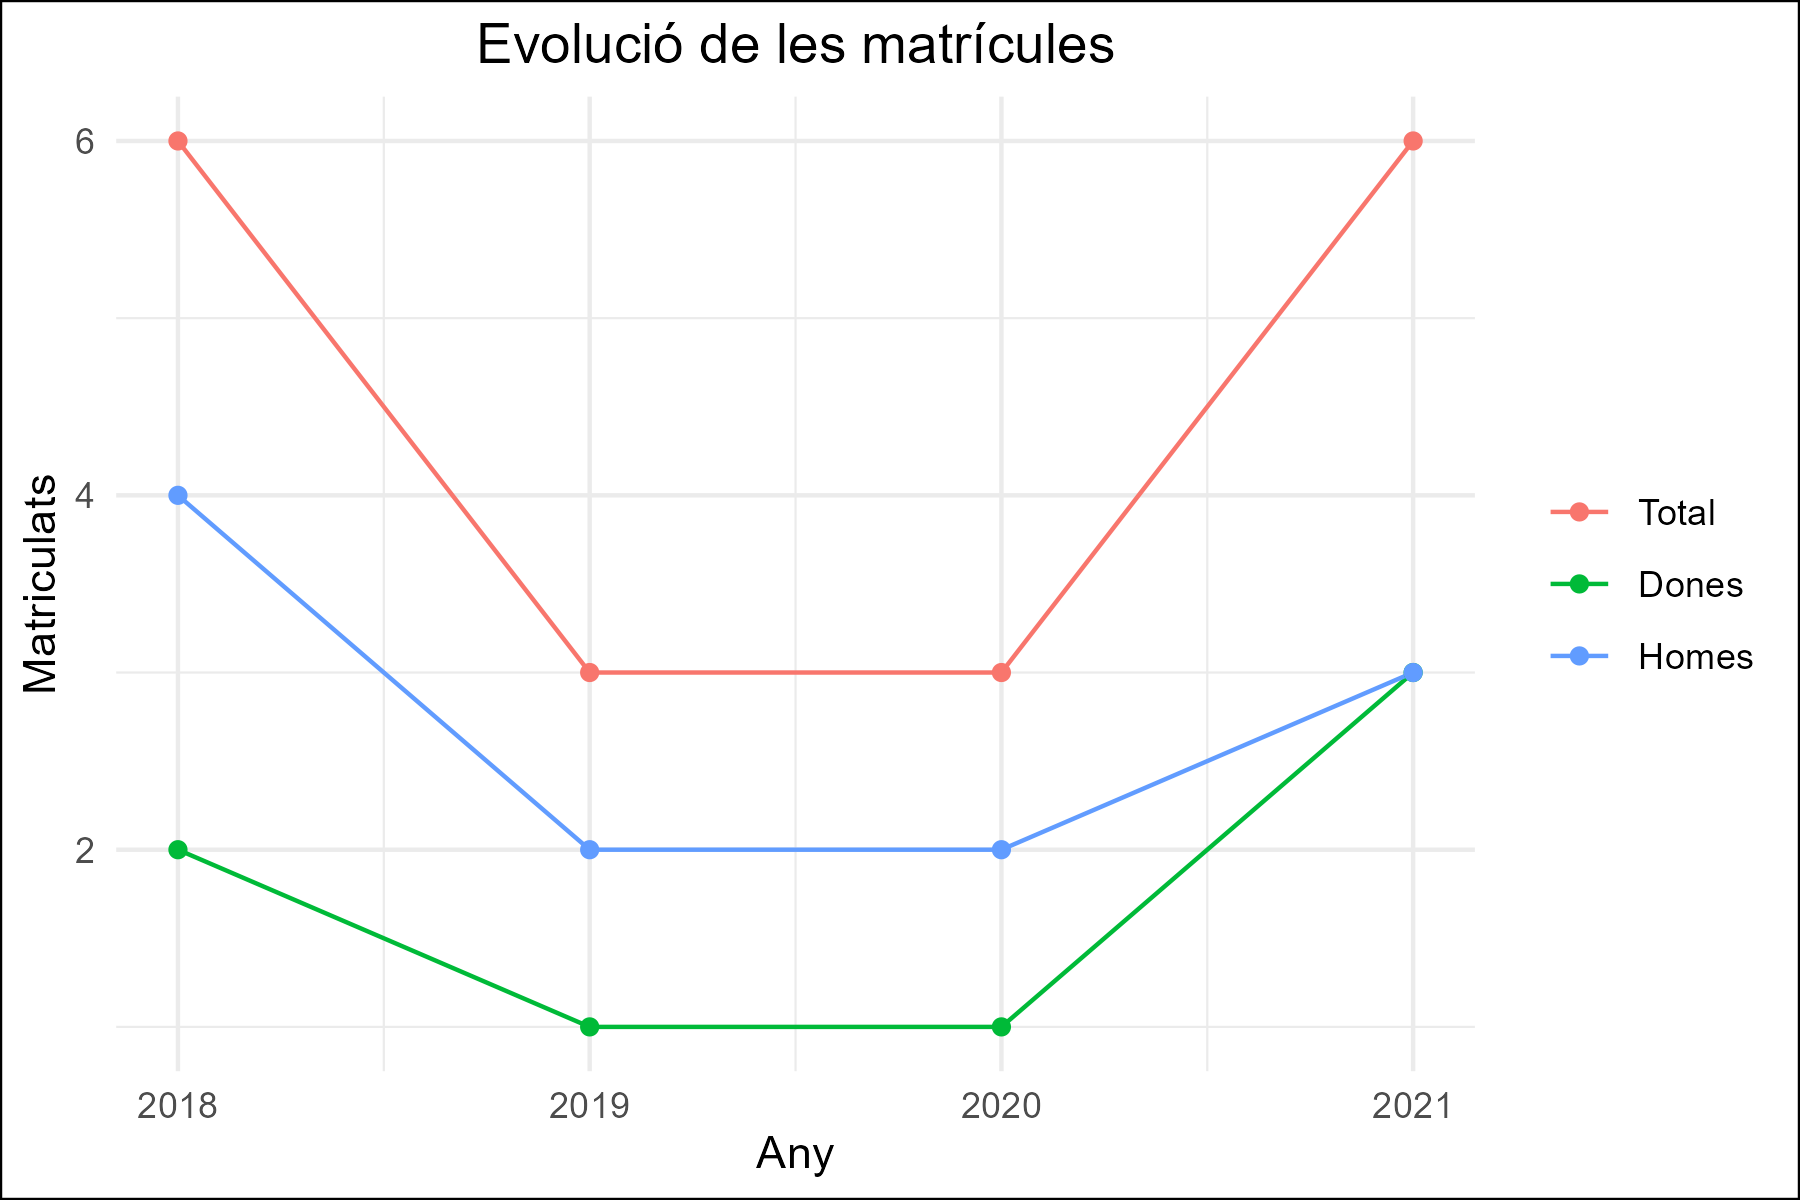 Evolució de les matrícules
6
4
2
Matriculats
2018
2019
2020
2021
Any
Total
Dones
Homes